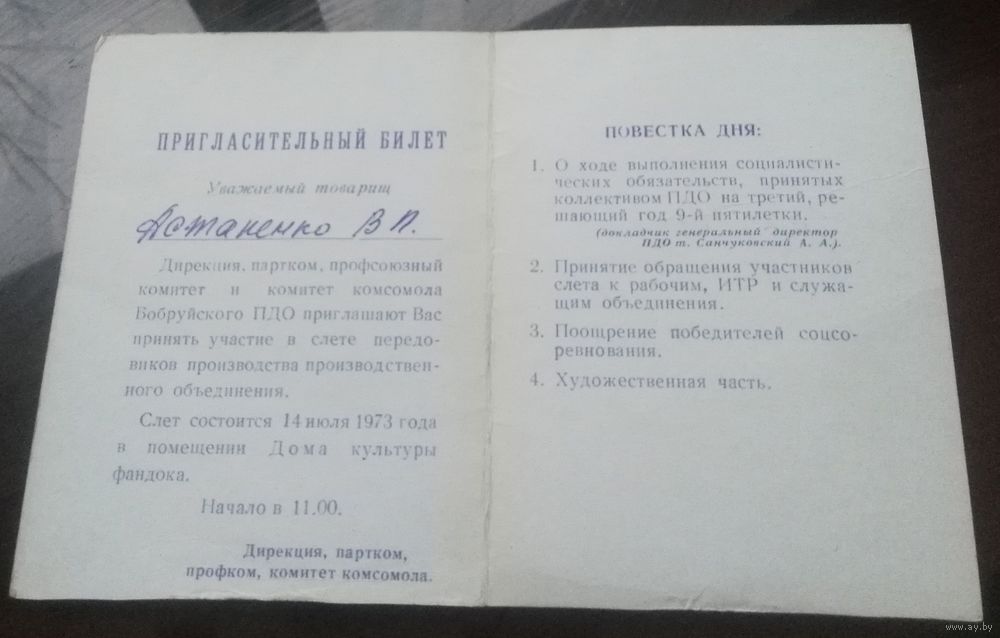 ПРИГЛАСИТЕЛЬНЫЙ БИЛЕТ
Уважаемый товарищ
Астапенко В П.
Дирекция, партком, профсоюзный
комитет и комитет комсомола
Бобруйского ПДО приглашают Вас
принять участие в слете передо-
виков производства производствен-
ного объединения.
Слет состоится 14 июля 1973 года
в помещении Дома культуры
фандока.
Начало в 11.00.
Дирекция, партком,
профком, комитет комсомола.
ПОВЕСТКА ДНЯ:
1. О ходе выполнения социалисти-
ческих обязательств, принятых
коллективом ПДО на третий, ре-
шающий год 9-й пятилетки.
(докладчик генеральный директор
ПДО т. Санчуковский А. А.).
2. Принятие обращения участников
слета к рабочим, ИТР и служа-
щим объединения.
3. Поощрение победителей соцсо-
ревнования.
4. Художественная часть.
www.ay.by